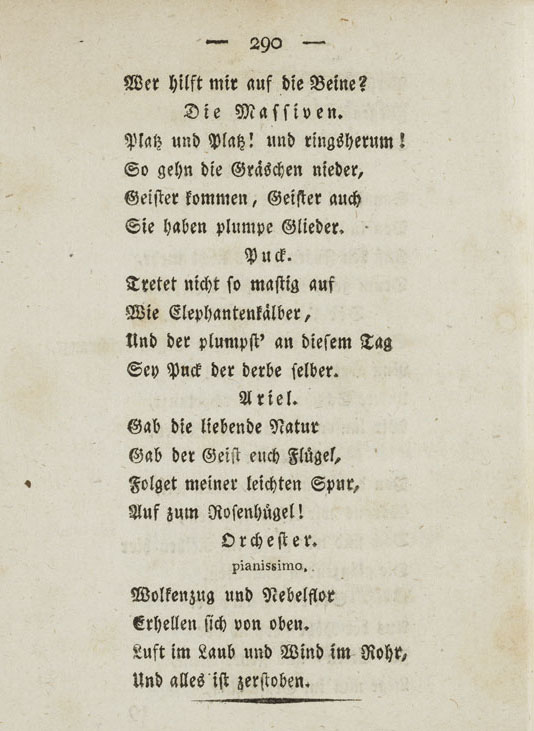 — 290 —
Wer hilft mir auf die Beine?
Die Massiven.
Platz und Platz! und ringsherum!
So gehn die Gräschen nieder,
Geister kommen, Geister auch
Sie haben plumpe Glieder.
Puck.
Tretet nicht so mastig auf
Wie Elephantenkälber,
Und der plumpst' an diesem Tag
Sey Puck der derbe selber.
Ariel.
Gab die liebende Natur
Gab der Geist euch Flügel,
Folget meiner leichten Spur,
Auf zum Rosenhügel!
Orchester.
pianissimo.
Wolkenzug und Nebelflor
Erhellen sich von oben.
Luft im Laub und Wind im Rohr,
Und alles ist zerstoben.